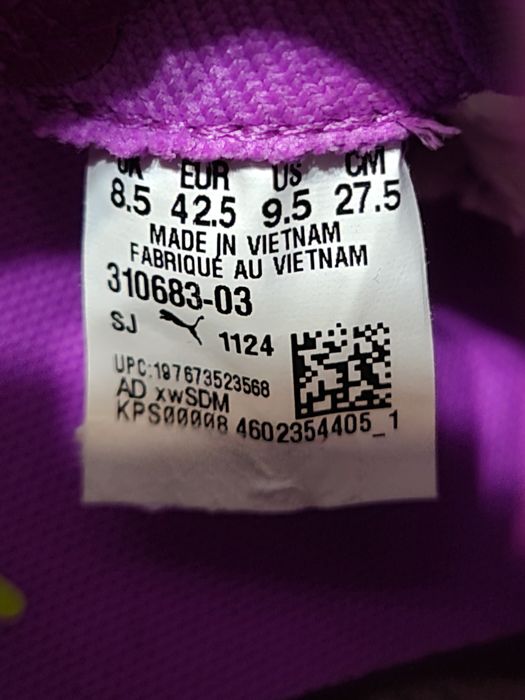 UK EUR US CM
8.5 42.5 9.5 27.5
MADE IN VIETNAM
FABRIQUÉ AU VIETNAM
310683-03
SJ 1124
UPC:197673523568
AD xwSDM
KPS00008 4602354405_1